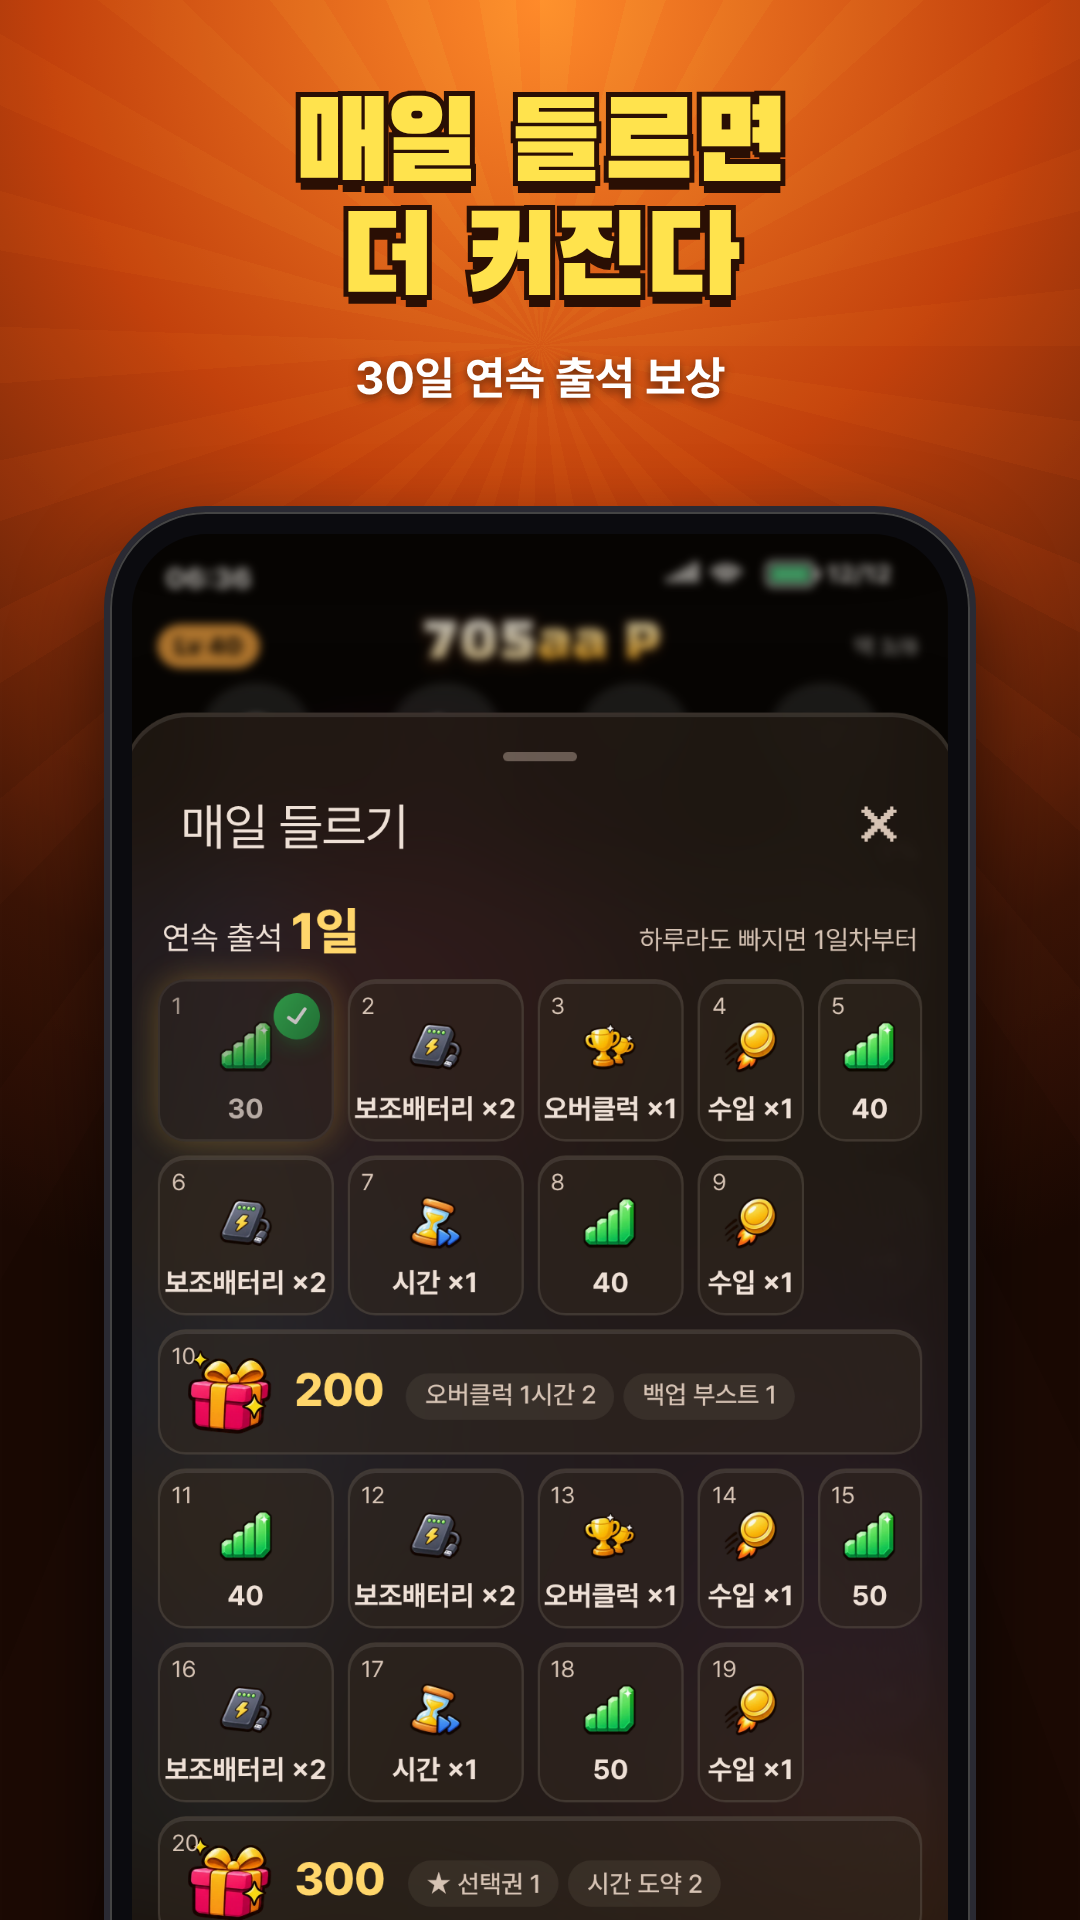 매일 들르면
더 커진다
30일 연속 출석 보상
06:36
12/12
Lv 40
705aa P
매일 들르기
연속 출석 1일
하루라도 빠지면 1일차부터
1
30
2
보조배터리 ×2
3
오버클럭 ×1
4
수입 ×1
5
40
6
보조배터리 ×2
7
시간 ×1
8
40
9
수입 ×1
10
200
오버클럭 1시간 2
백업 부스트 1
11
40
12
보조배터리 ×2
13
오버클럭 ×1
14
수입 ×1
15
50
16
보조배터리 ×2
17
시간 ×1
18
50
19
수입 ×1
20
300
★ 선택권 1
시간 도약 2